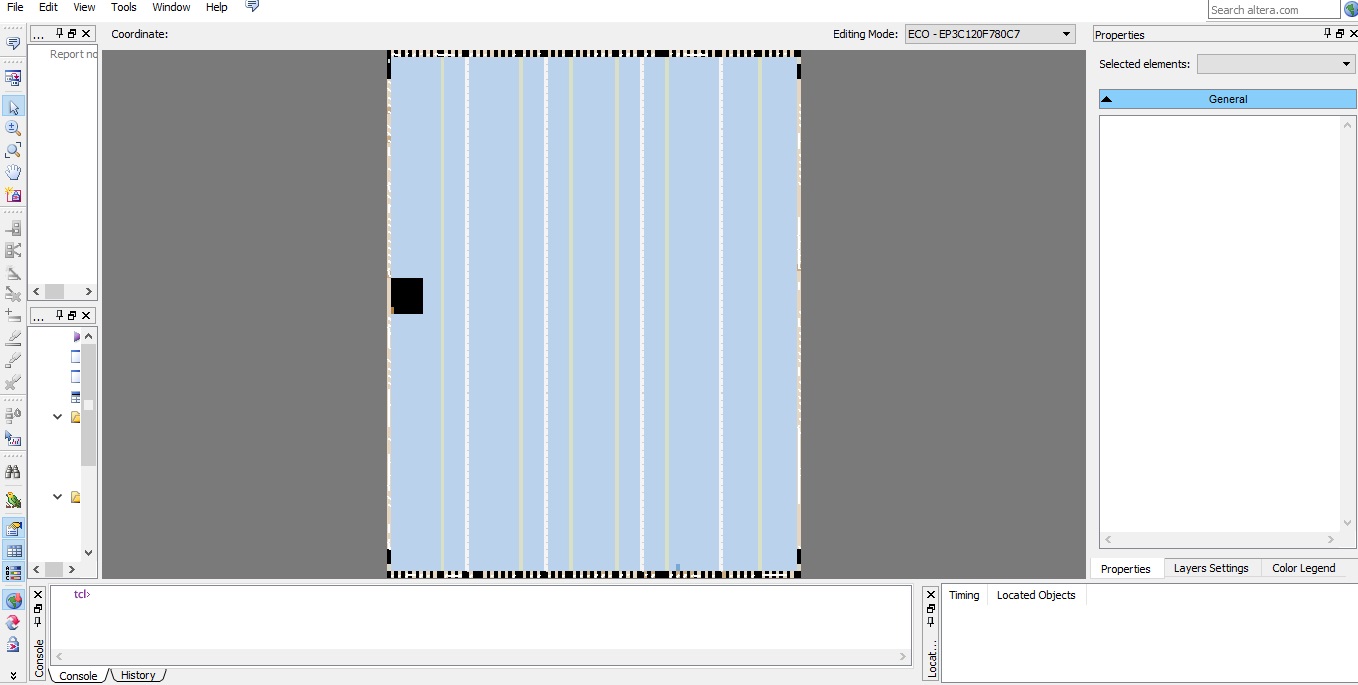 File Edit View Tools Window Help
Search altera.com
...
Coordinate:
Editing Mode: ECO - EP3C120F780C7
Properties
Report no
Selected elements:
General
...
Properties Layers Settings Color Legend
tcl>
Console
Console History
Locat...
Timing Located Objects